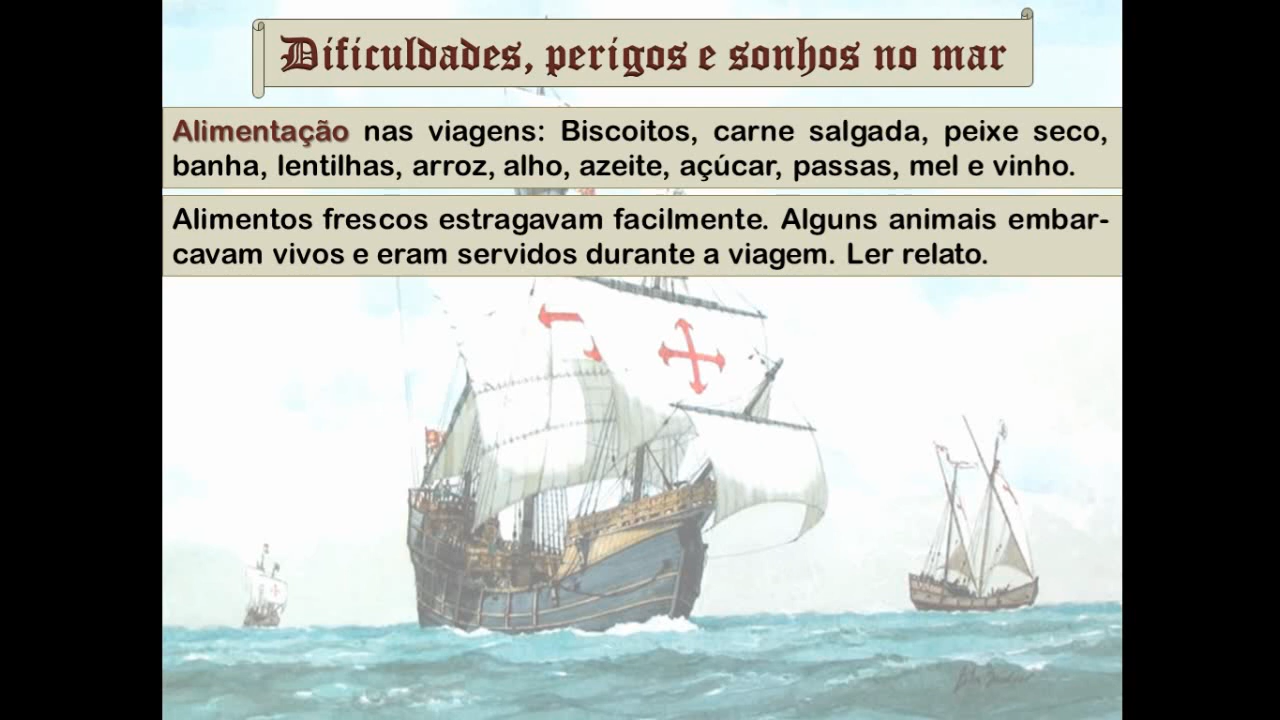 Dificuldades, perigos e sonhos no mar
Alimentação nas viagens: Biscoitos, carne salgada, peixe seco,
banha, lentilhas, arroz, alho, azeite, açúcar, passas, mel e vinho.
Alimentos frescos estragavam facilmente. Alguns animais embar-
cavam vivos e eram servidos durante a viagem. Ler relato.